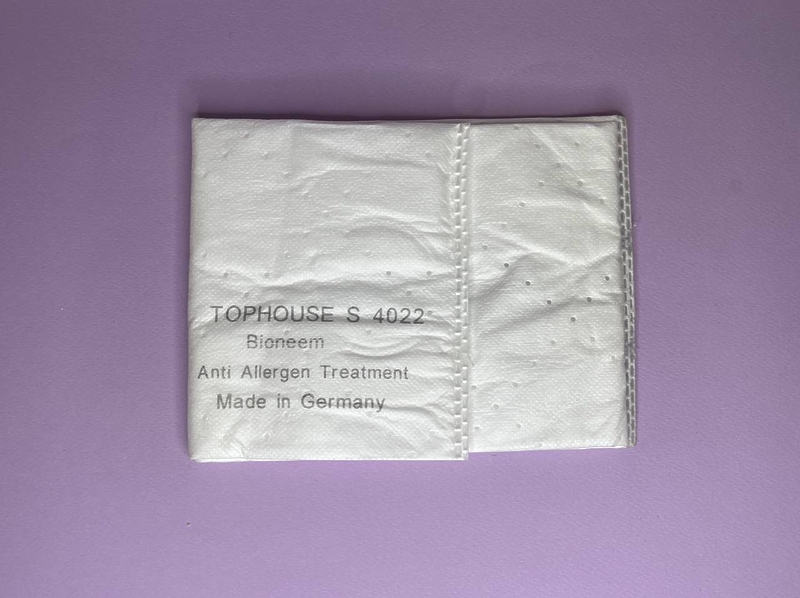 TOPHOUSE S 4022
Bioneem
Anti Allergen Treatment
Made in Germany